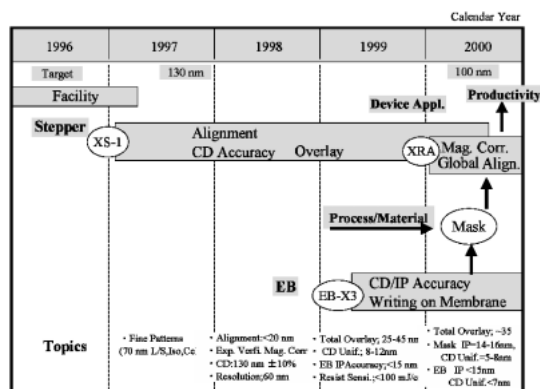 Calendar Year
1996 1997 1998 1999 2000
Target 130 nm 100 nm
Facility
Device Appl. Productivity
Stepper
XS-1
Alignment
CD Accuracy Overlay
XRA
Mag. Corr.
Global Align.
Process/Material
Mask
EB
EB-X3
CD/IP Accuracy
Writing on Membrane
Topics
· Fine Patterns
(70 nm L/S,Iso,Co
· Alignment:<20 nm
· Exp. Verfi. Mag. Corr
· CD:130 nm ±10%
· Resolution;60 nm
· Total Overlay; 25-45 nm
· CD Unif.; 8-12nm
· EB IPAccuracy;<15 nm
· Resist Sensi.;<100 mJ/c
· Total Overlay; ~35
· Mask IP=14-16nm,
CD Unif.=5-8nm
· EB IP <15nm
CD Unif.<7nm